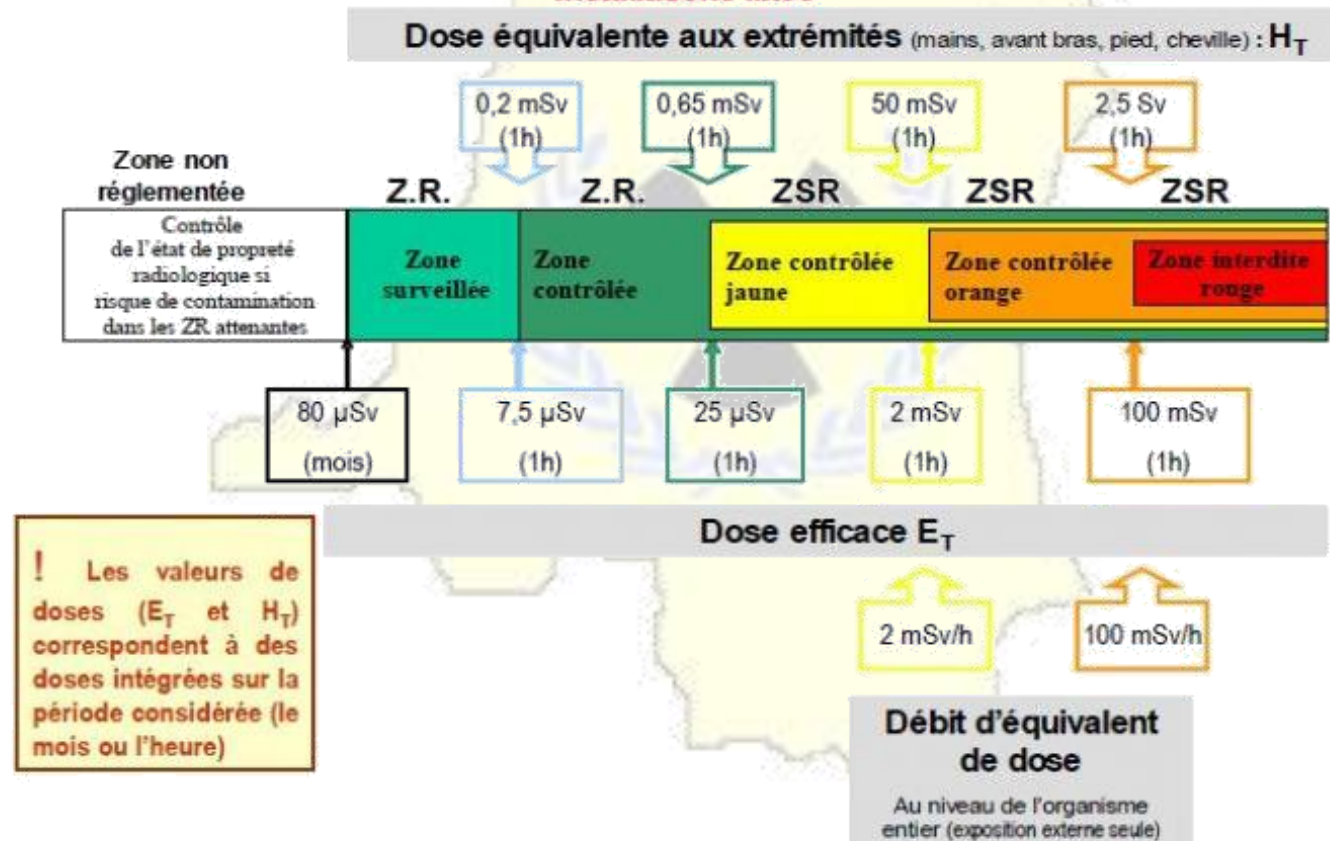 Dose équivalente aux extrémités (mains, avant bras, pied, cheville) : H_T
0,2 mSv
(1h)
0,65 mSv
(1h)
50 mSv
(1h)
2,5 Sv
(1h)
Zone non
réglementée
Z.R.
Z.R.
ZSR
ZSR
ZSR
Contrôle
de l'état de propreté
radiologique si
risque de contamination
dans les ZR attenantes
Zone
surveillée
Zone
contrôlée
Zone contrôlée
jaune
Zone contrôlée
orange
Zone interdite
rouge
80 µSv
(mois)
7,5 µSv
(1h)
25 µSv
(1h)
2 mSv
(1h)
100 mSv
(1h)
Dose efficace E_T
! Les valeurs de
doses (E_T et H_T)
correspondent à des
doses intégrées sur la
période considérée (le
mois ou l'heure)
2 mSv/h
100 mSv/h
Débit d'équivalent
de dose
Au niveau de l'organisme
entier (exposition externe seule)